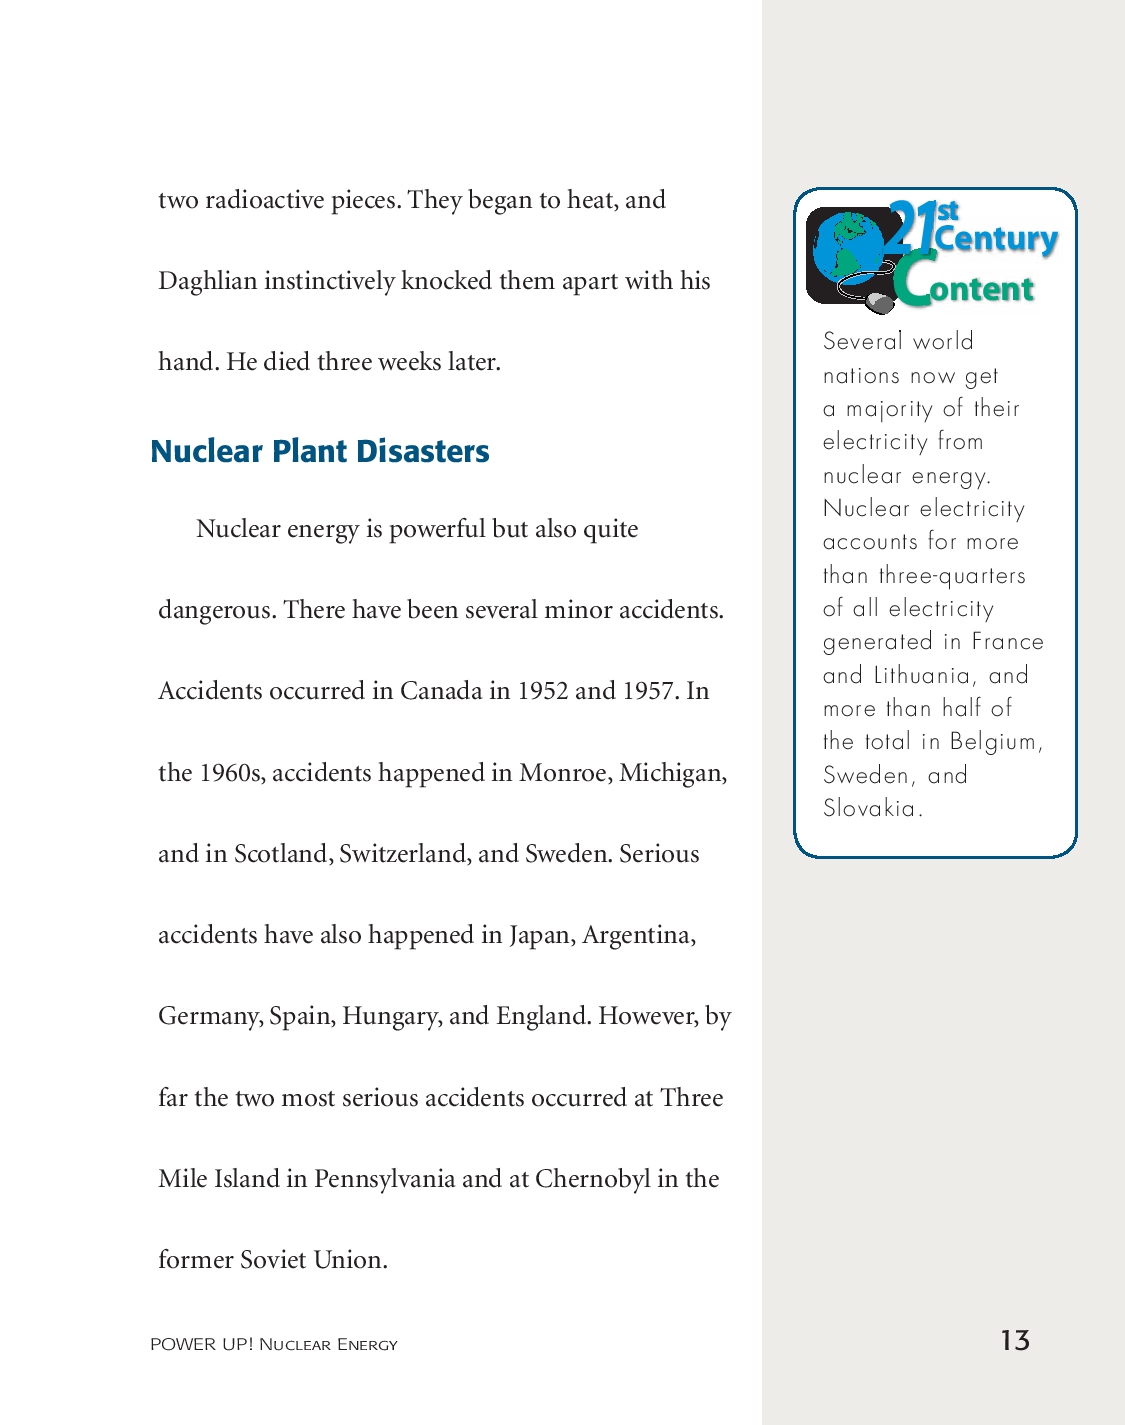 two radioactive pieces. They began to heat, and
Daghlian instinctively knocked them apart with his
hand. He died three weeks later.
Nuclear Plant Disasters
Nuclear energy is powerful but also quite
dangerous. There have been several minor accidents.
Accidents occurred in Canada in 1952 and 1957. In
the 1960s, accidents happened in Monroe, Michigan,
and in Scotland, Switzerland, and Sweden. Serious
accidents have also happened in Japan, Argentina,
Germany, Spain, Hungary, and England. However, by
far the two most serious accidents occurred at Three
Mile Island in Pennsylvania and at Chernobyl in the
former Soviet Union.
21st
Century
Content
Several world
nations now get
a majority of their
electricity from
nuclear energy.
Nuclear electricity
accounts for more
than three-quarters
of all electricity
generated in France
and Lithuania, and
more than half of
the total in Belgium,
Sweden, and
Slovakia.
POWER UP! Nuclear Energy
13